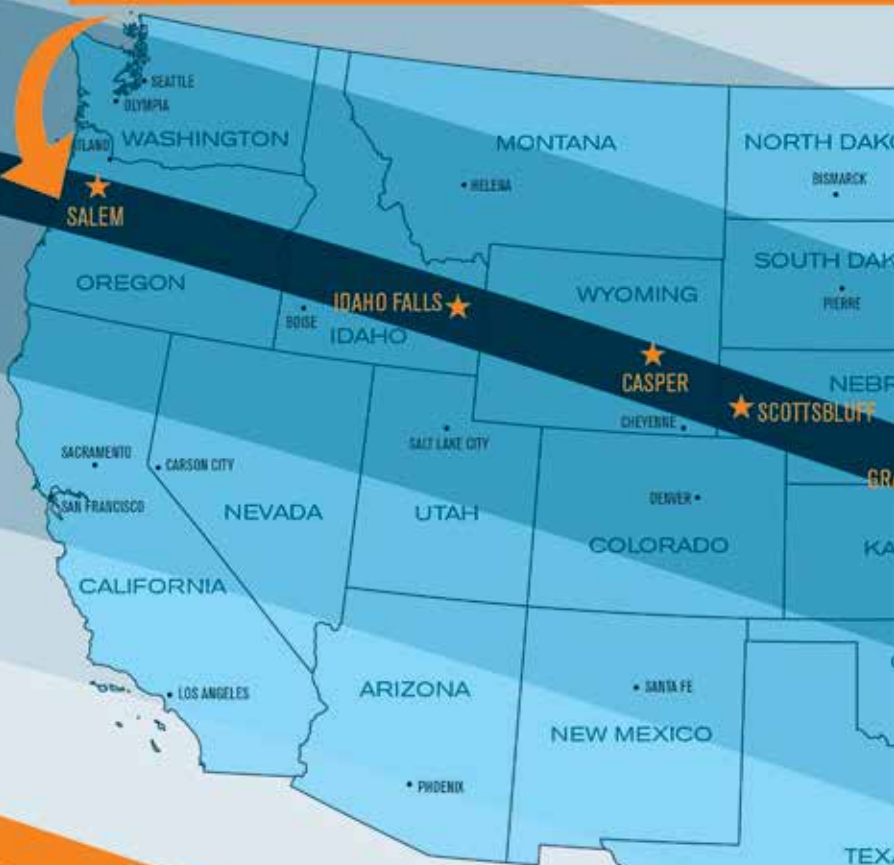 SEATTLE
OLYMPIA
WASHINGTON
TLAND
MONTANA
NORTH DAKO
HELENA
BISMARCK
SALEM
OREGON
SOUTH DAK
IDAHO FALLS
WYOMING
PIERRE
BOISE
IDAHO
CASPER
NEBR
SCOTTSBLUFF
CHEYENNE
SALT LAKE CITY
SACRAMENTO
CARSON CITY
GRA
SAN FRANCISCO
NEVADA
UTAH
DENVER
COLORADO
KA
CALIFORNIA
LOS ANGELES
ARIZONA
SANTA FE
NEW MEXICO
PHOENIX
TEX